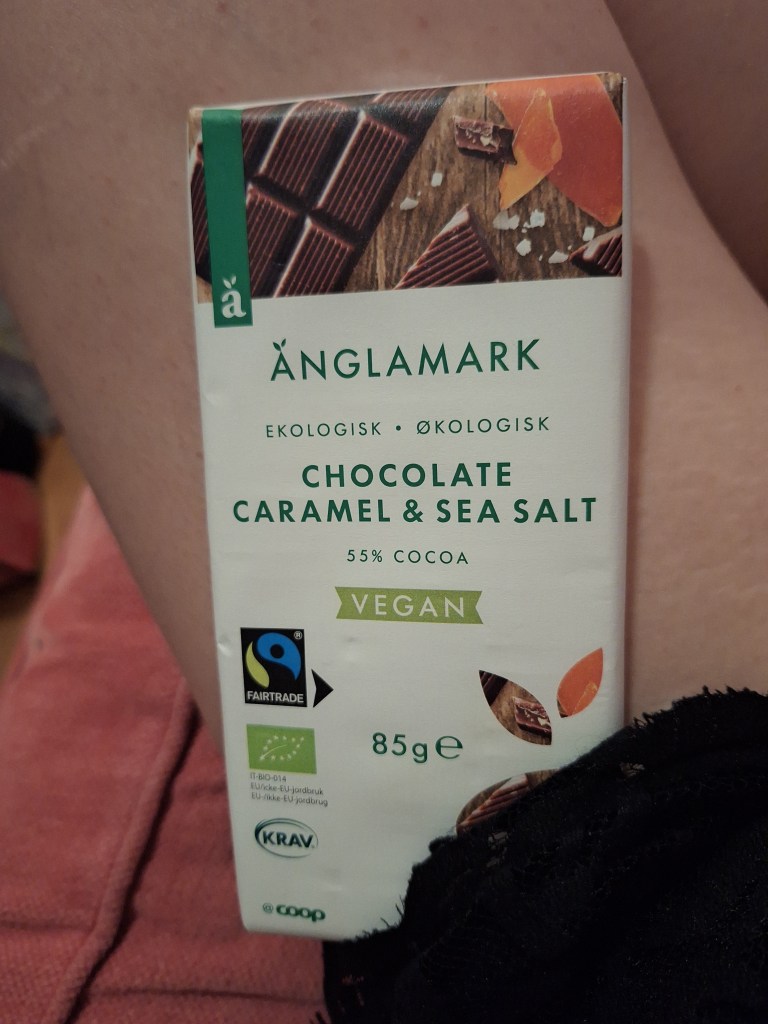 å
ÄNGLAMARK
EKOLOGISK • ØKOLOGISK
CHOCOLATE
CARAMEL & SEA SALT
55% COCOA
VEGAN
FAIRTRADE
®
85g ℮
IT-BIO-014
EU/icke-EU-jordbruk
EU-/ikke-EU-jordbrug
KRAV
coop